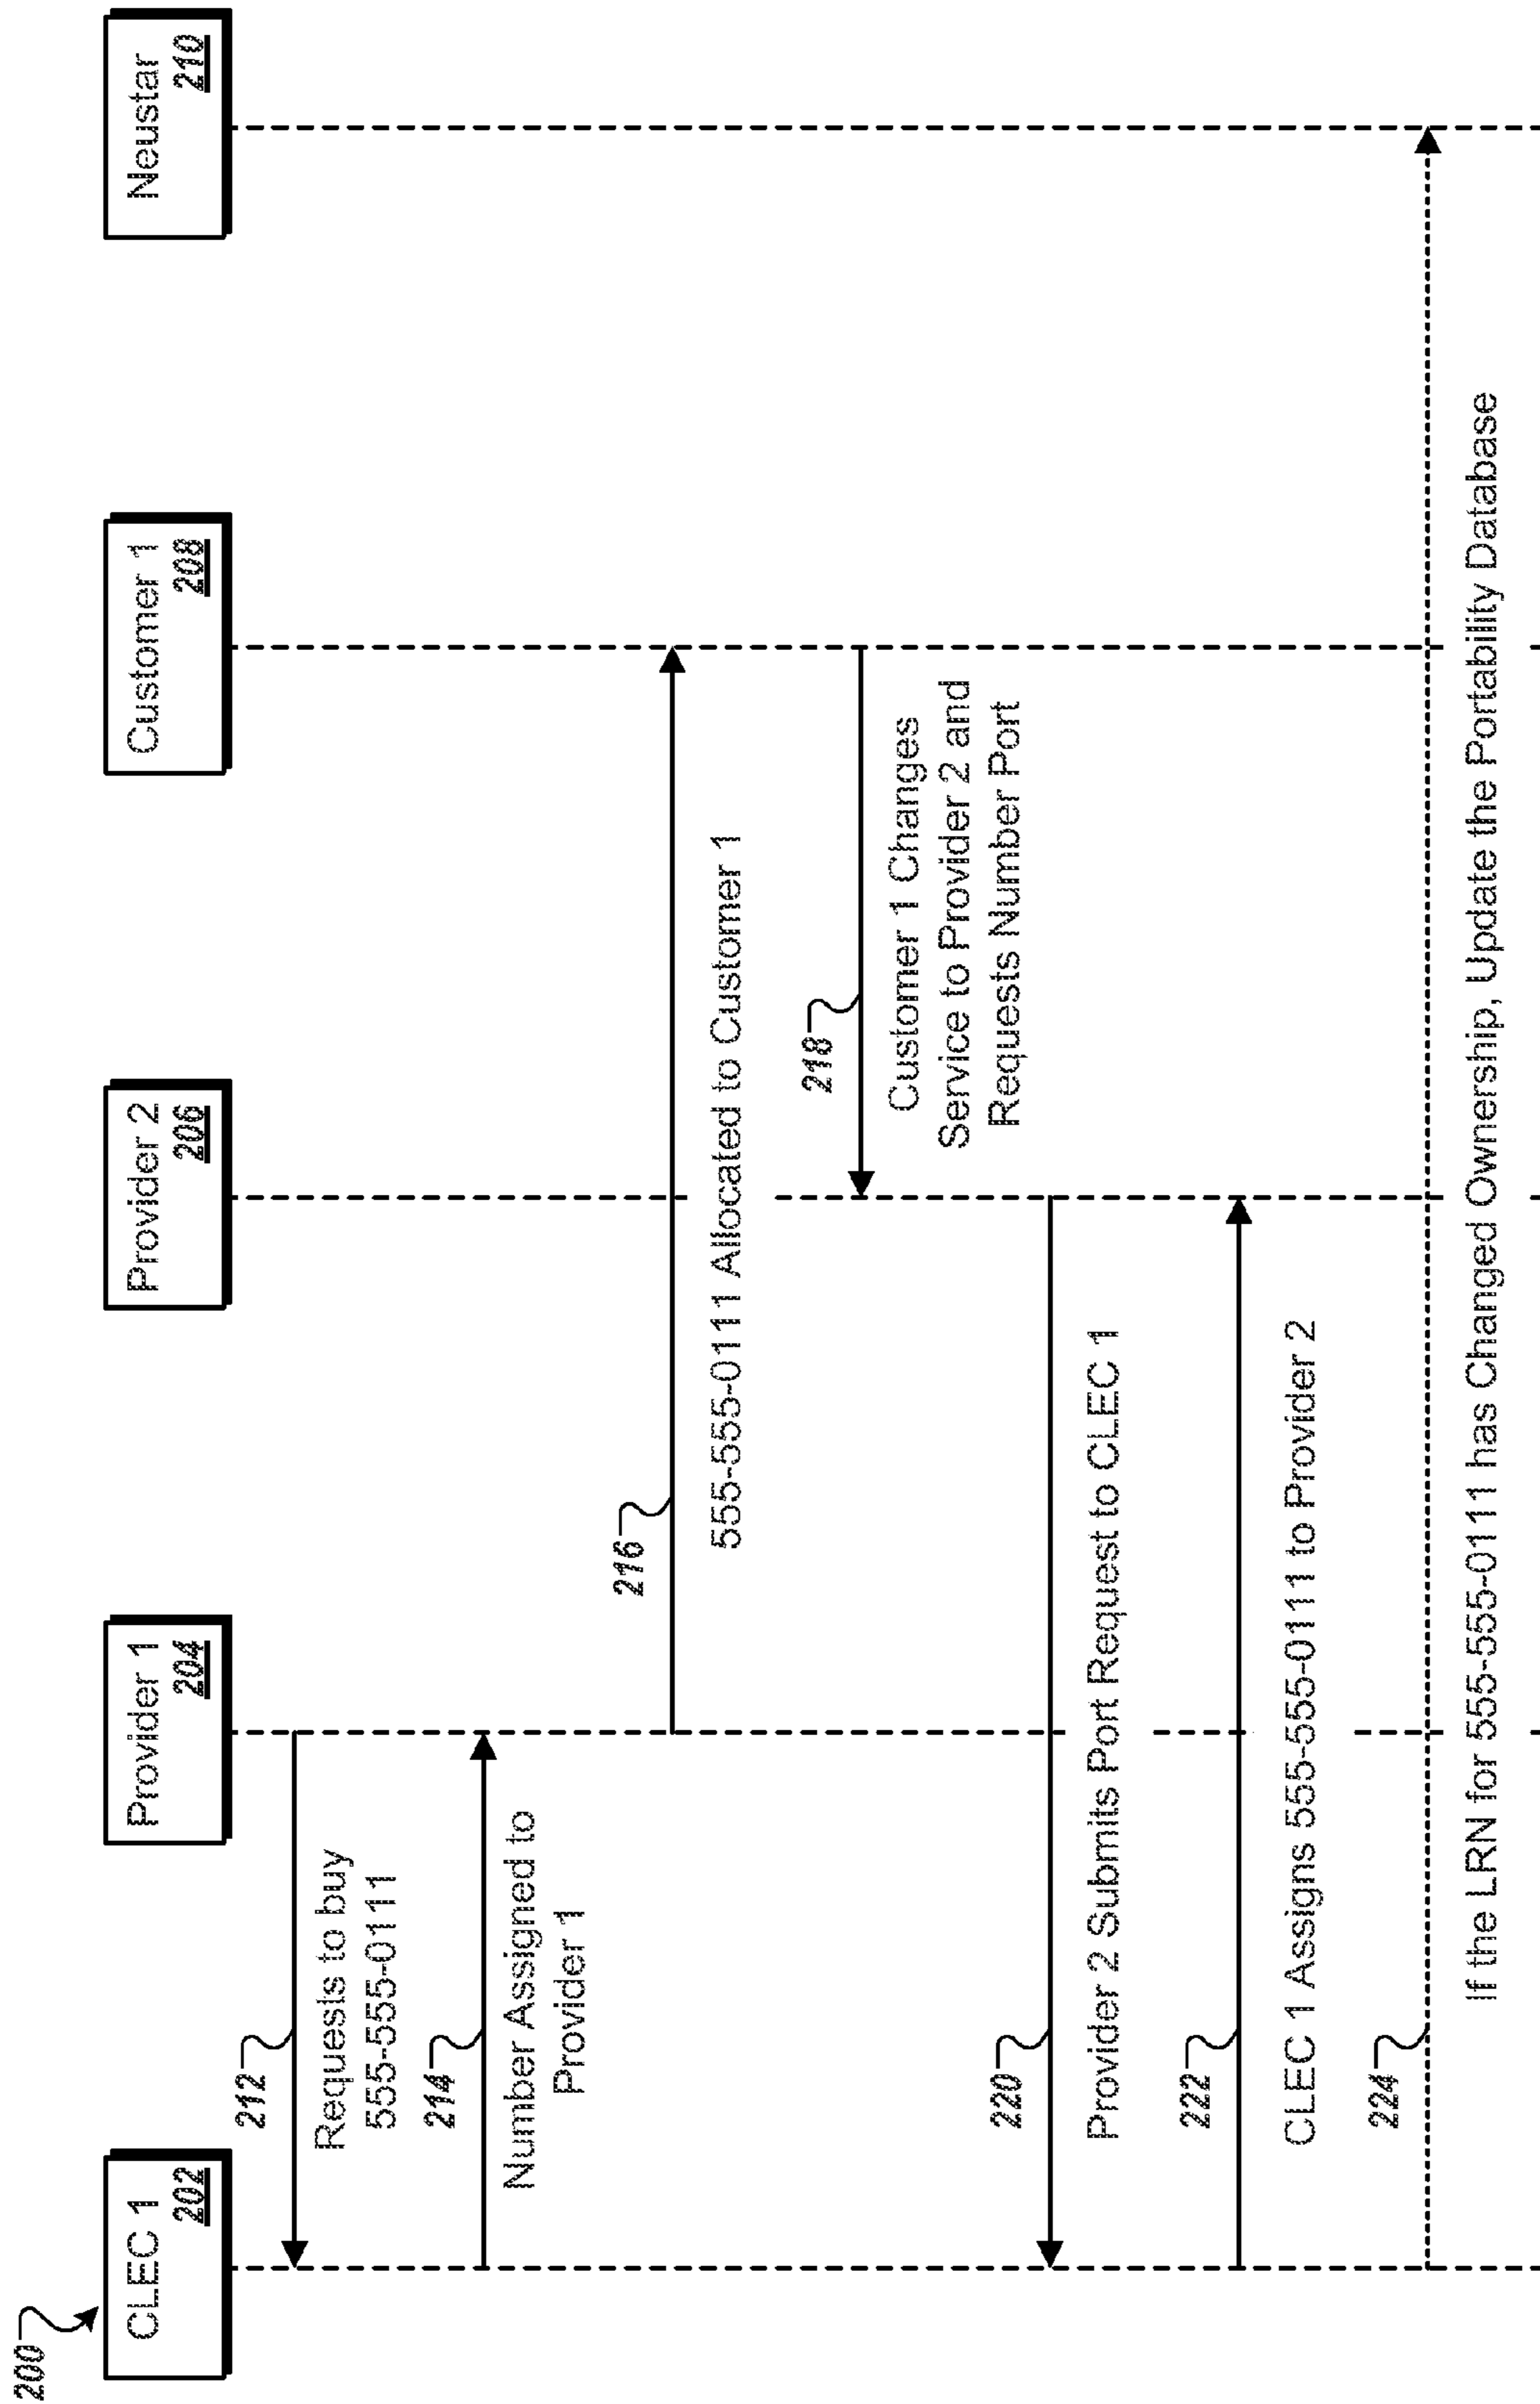 200
CLEC 1
202
Provider 1
204
Provider 2
206
Customer 1
208
Neustar
210
212
Requests to buy
555-555-0111
214
Number Assigned to
Provider 1
216
555-555-0111 Allocated to Customer 1
218
Customer 1 Changes
Service to Provider 2 and
Requests Number Port
220
Provider 2 Submits Port Request to CLEC 1
222
CLEC 1 Assigns 555-555-0111 to Provider 2
224
If the LRN for 555-555-0111 has Changed Ownership, Update the Portability Database